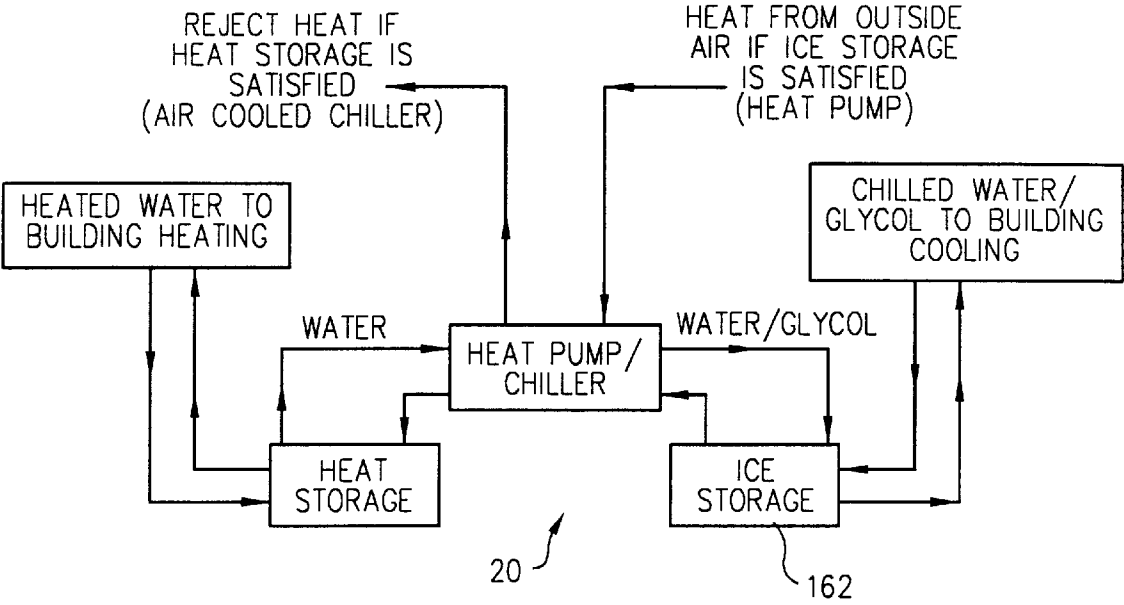 REJECT HEAT IF
HEAT STORAGE IS
SATISFIED
(AIR COOLED CHILLER)
HEAT FROM OUTSIDE
AIR IF ICE STORAGE
IS SATISFIED
(HEAT PUMP)
HEATED WATER TO
BUILDING HEATING
CHILLED WATER/
GLYCOL TO BUILDING
COOLING
WATER
HEAT PUMP/
CHILLER
WATER/GLYCOL
HEAT
STORAGE
ICE
STORAGE
20
162